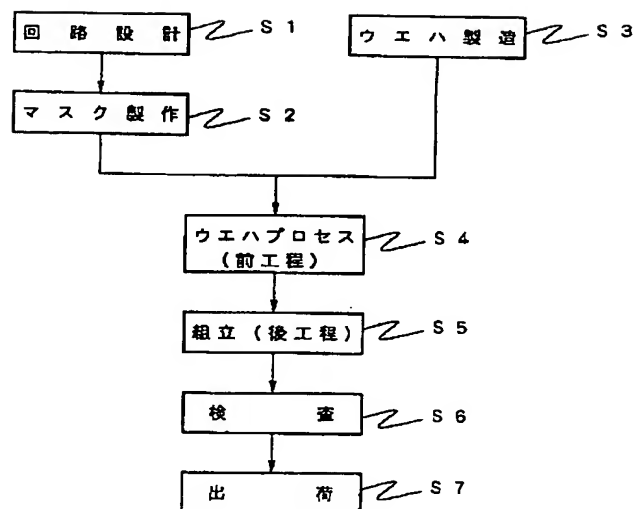 回路設計 S1
ウエハ製造 S3
マスク製作 S2
ウエハプロセス
(前工程) S4
組立(後工程) S5
検査 S6
出荷 S7